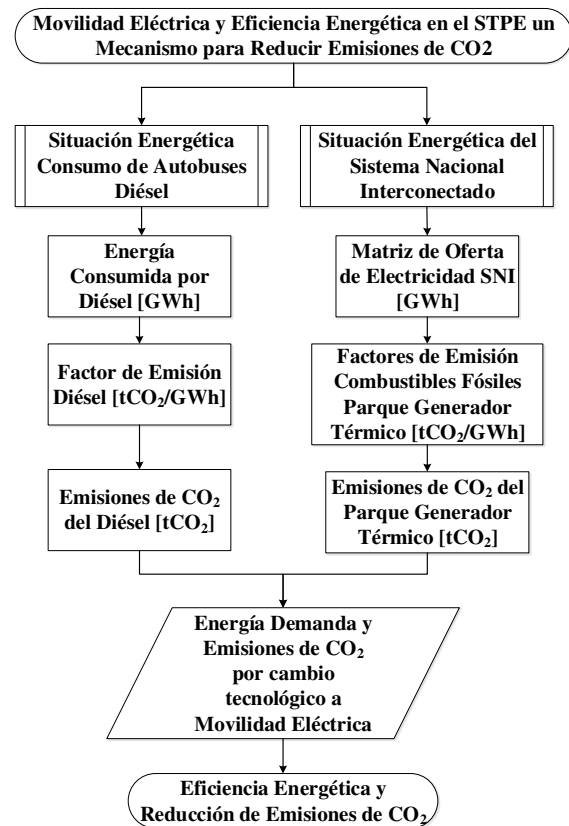 Movilidad Eléctrica y Eficiencia Energética en el STPE un
Mecanismo para Reducir Emisiones de CO2
Situación Energética
Consumo de Autobuses
Diésel
Situación Energética del
Sistema Nacional
Interconectado
Energía
Consumida por
Diésel [GWh]
Matriz de Oferta
de Electricidad SNI
[GWh]
Factor de Emisión
Diésel [tCO₂/GWh]
Factores de Emisión
Combustibles Fósiles
Parque Generador
Térmico [tCO₂/GWh]
Emisiones de CO₂
del Diésel [tCO₂]
Emisiones de CO₂ del
Parque Generador
Térmico [tCO₂]
Energía Demanda y
Emisiones de CO₂
por cambio
tecnológico a
Movilidad Eléctrica
Eficiencia Energética y
Reducción de Emisiones de CO₂